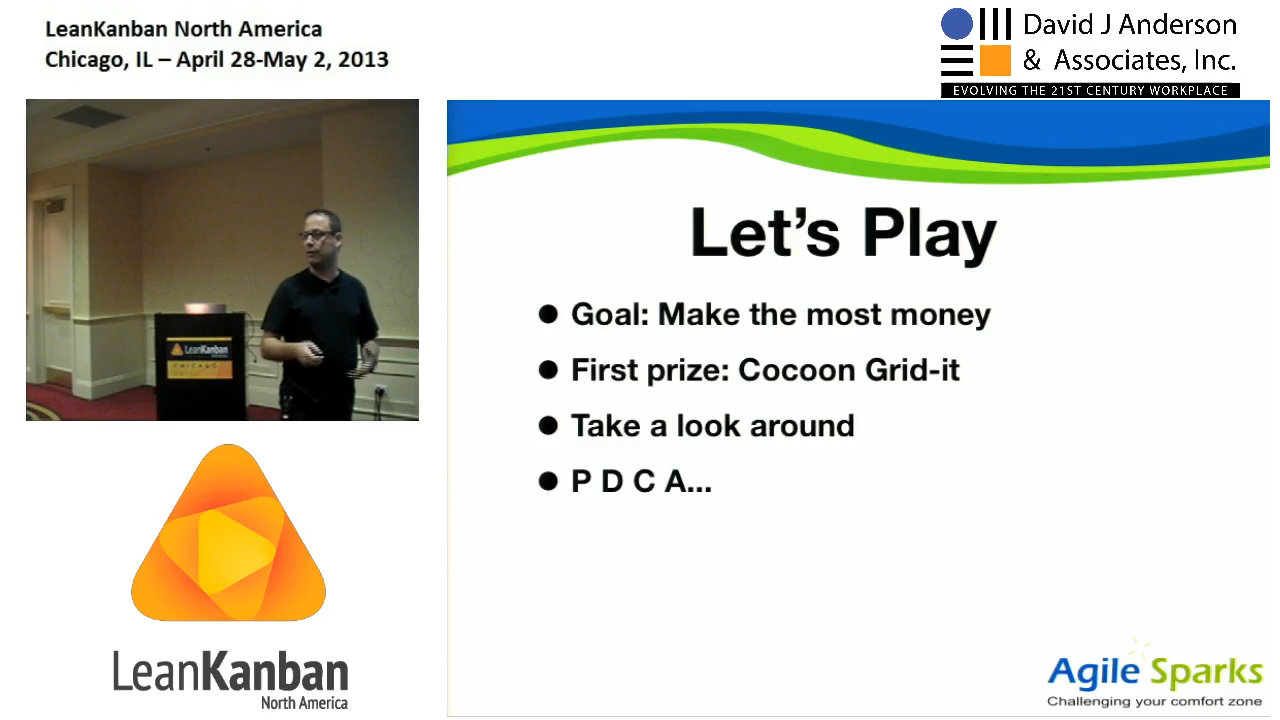 LeanKanban North America
Chicago, IL – April 28-May 2, 2013
David J Anderson
& Associates, Inc.
EVOLVING THE 21ST CENTURY WORKPLACE
LeanKanban
CHICAGO
Let's Play
● Goal: Make the most money
● First prize: Cocoon Grid-it
● Take a look around
● P D C A...
LeanKanban
North America
Agile Sparks
Challenging your comfort zone